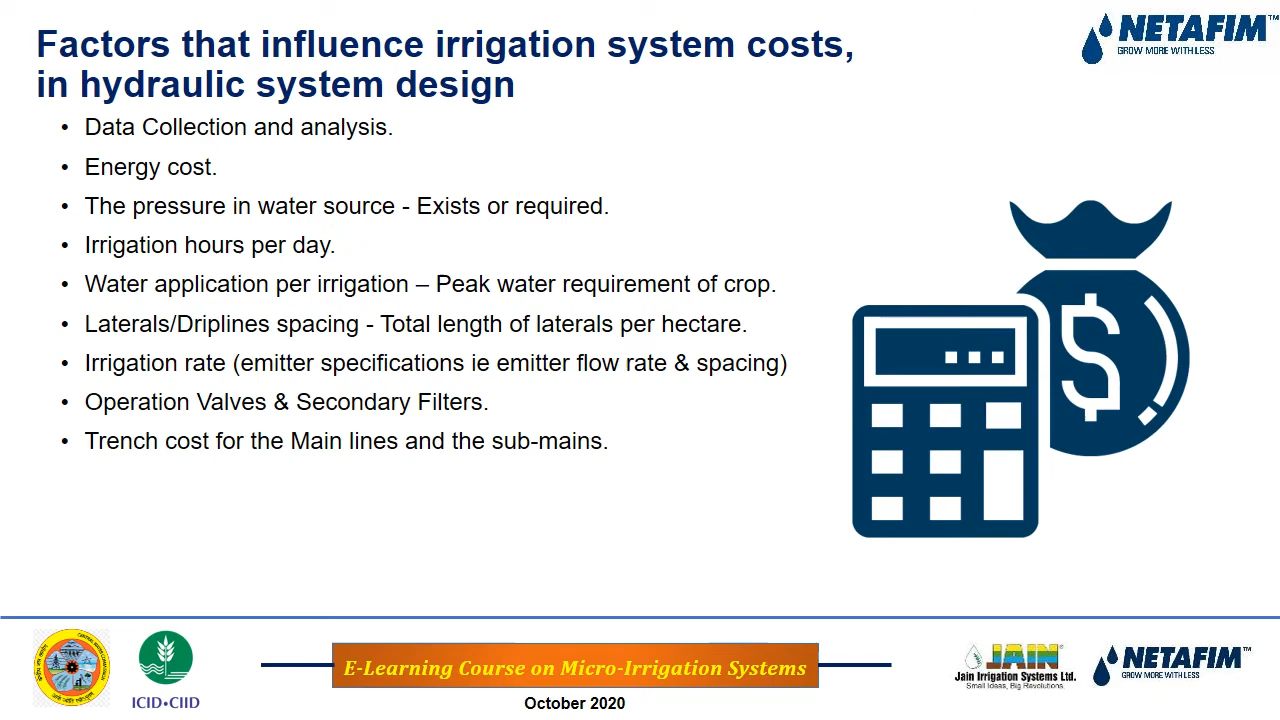 Factors that influence irrigation system costs,
in hydraulic system design
NETAFIM™
GROW MORE WITH LESS
• Data Collection and analysis.
• Energy cost.
• The pressure in water source - Exists or required.
• Irrigation hours per day.
• Water application per irrigation – Peak water requirement of crop.
• Laterals/Driplines spacing - Total length of laterals per hectare.
• Irrigation rate (emitter specifications ie emitter flow rate & spacing)
• Operation Valves & Secondary Filters.
• Trench cost for the Main lines and the sub-mains.
$
ICID•CIID
E-Learning Course on Micro-Irrigation Systems
October 2020
JAIN®
Jain Irrigation Systems Ltd.
Small Ideas, Big Revolutions.
NETAFIM™
GROW MORE WITH LESS